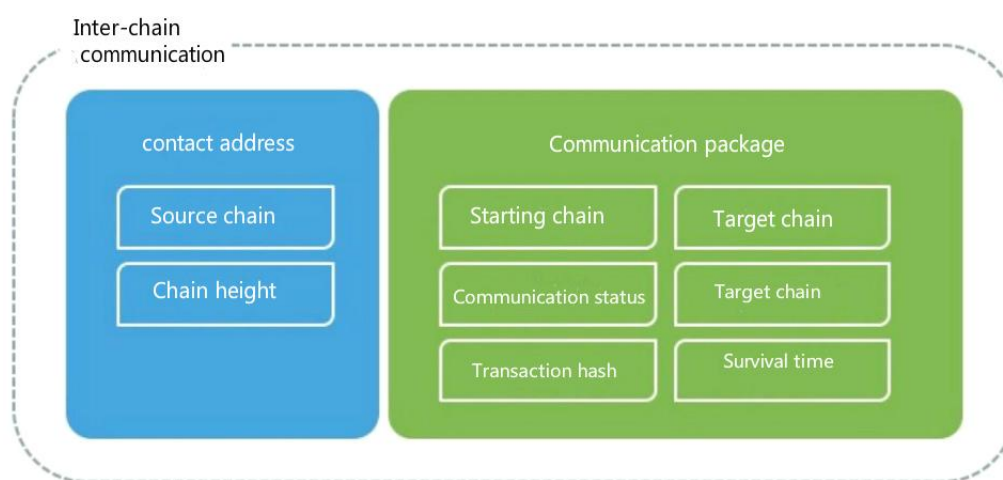 Inter-chain
communication
contact address
Source chain
Chain height
Communication package
Starting chain
Target chain
Communication status
Target chain
Transaction hash
Survival time